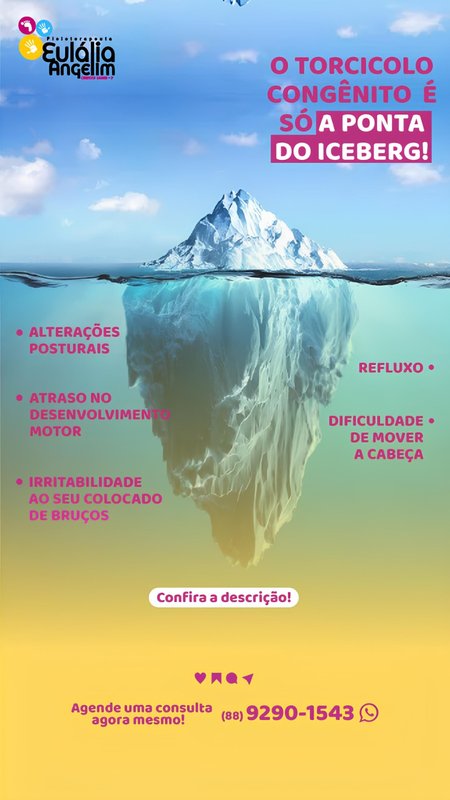 Fisioterapeuta
Eulália
Angelim
O TORCICOLO
CONGÊNITO É
SÓ A PONTA
DO ICEBERG!
• ALTERAÇÕES
POSTURAIS
• ATRASO NO
DESENVOLVIMENTO
MOTOR
• IRRITABILIDADE
AO SEU COLOCADO
DE BRUÇOS
REFLUXO •
DIFICULDADE •
DE MOVER
A CABEÇA
Confira a descrição!
Agende uma consulta
agora mesmo!
(88) 9290-1543